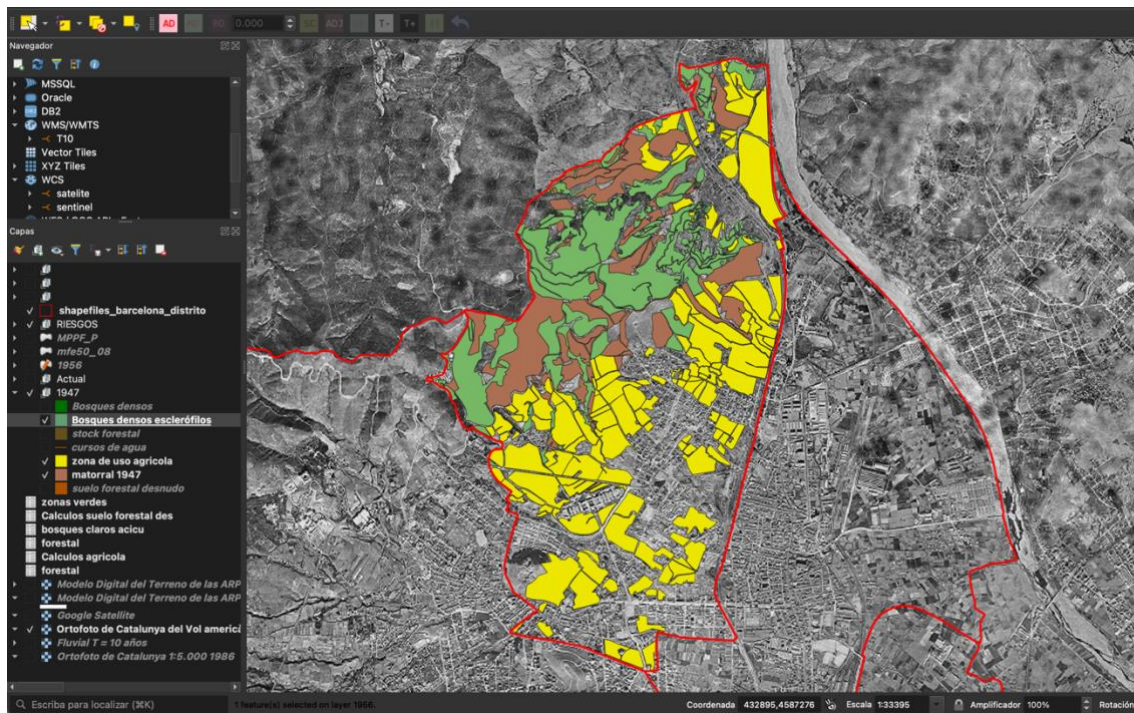 AD
0.000
SC
ADJ
T-
T+
Navegador
MSSQL
Oracle
DB2
WMS/WMTS
T10
Vector Tiles
XYZ Tiles
WCS
satelite
sentinel
Capas
shapefiles_barcelona_distrito
RIESGOS
MPPF_P
mfe50_08
1956
Actual
1947
Bosques densos
Bosques densos esclerófilos
stock forestal
cursos de agua
zona de uso agricola
matorral 1947
suelo forestal desnudo
zonas verdes
Calculos suelo forestal des
bosques claros acicu
forestal
Calculos agricola
forestal
Modelo Digital del Terreno de las ARP
Modelo Digital del Terreno de las ARP
Google Satellite
Ortofoto de Catalunya del Vol americà
Fluvial T = 10 años
Ortofoto de Catalunya 1:5.000 1986
Escriba para localizar (⌘K)
1 feature(s) selected on layer 1956.
Coordenada 432895,4587276
Escala 1:33395
Amplificador 100%
Rotación